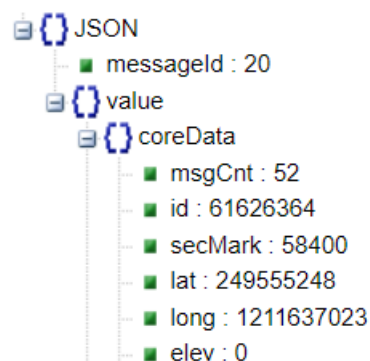 JSON
messageId : 20
value
coreData
msgCnt : 52
id : 61626364
secMark : 58400
lat : 249555248
long : 1211637023
elev : 0